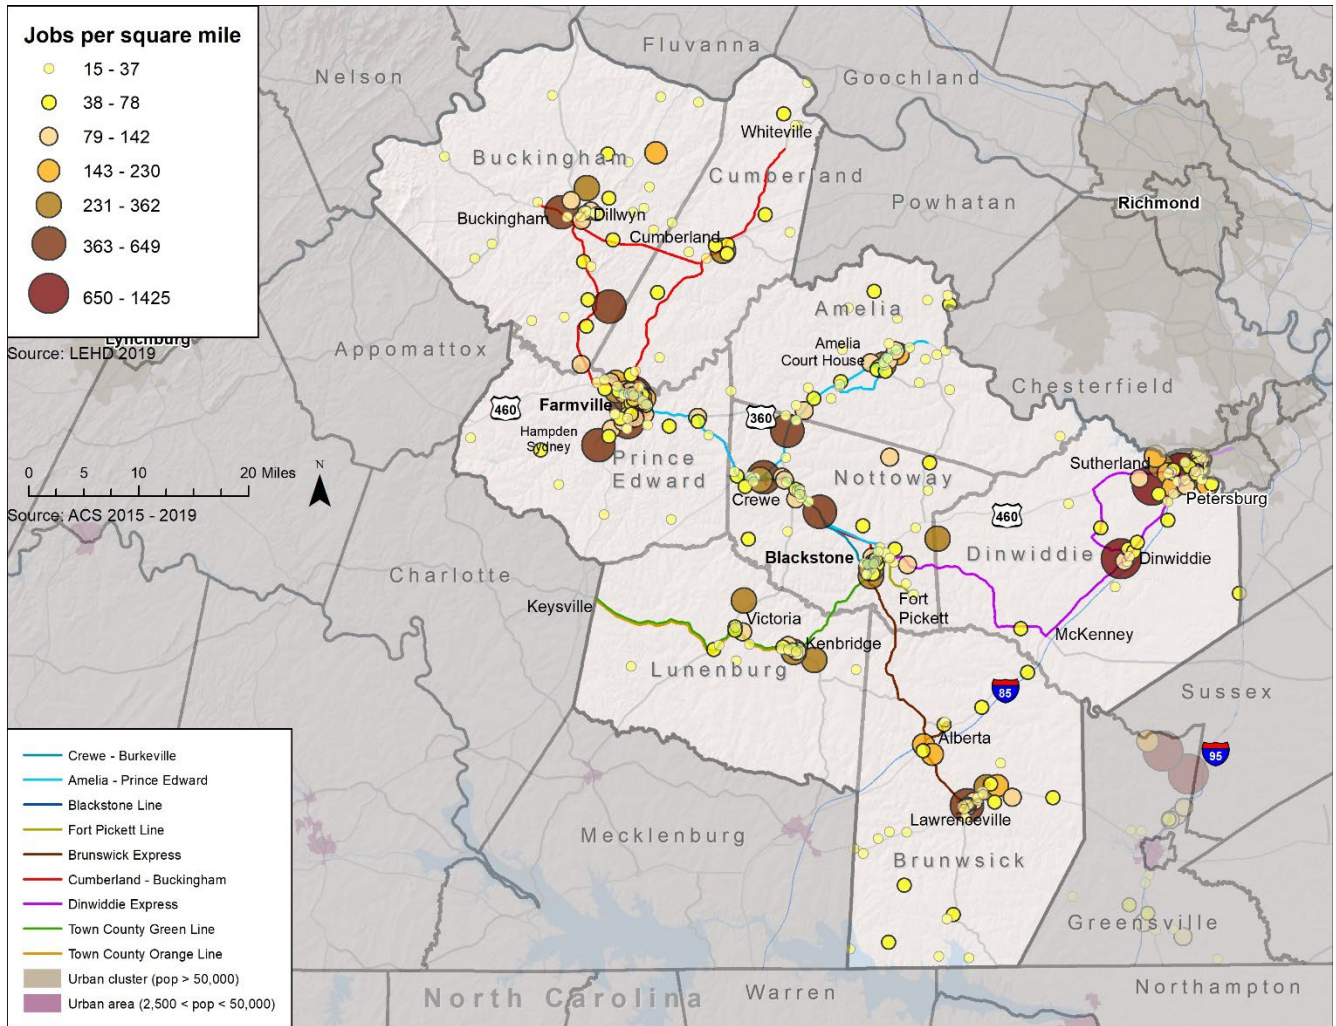 Jobs per square mile
15 - 37
38 - 78
79 - 142
143 - 230
231 - 362
363 - 649
650 - 1425
Source: LEHD 2019
Lynchburg
Nelson
Fluvanna
Goochland
Whiteville
Buckingham
Cumberland
Powhatan
Richmond
Buckingham
Dillwyn
Cumberland
Amelia
Appomattox
Amelia
Court House
Chesterfield
460
Farmville
360
Hampden
Sydney
Prince
Edward
Nottoway
Sutherland
Petersburg
0 5 10 20 Miles
N
Source: ACS 2015 - 2019
Crewe
460
Blackstone
Dinwiddie
Dinwiddie
Charlotte
Keysville
Fort
Pickett
Victoria
McKenney
Kenbridge
Lunenburg
85
Sussex
Alberta
95
Crewe - Burkeville
Amelia - Prince Edward
Blackstone Line
Fort Pickett Line
Brunswick Express
Cumberland - Buckingham
Dinwiddie Express
Town County Green Line
Town County Orange Line
Urban cluster (pop > 50,000)
Urban area (2,500 < pop < 50,000)
Mecklenburg
Lawrenceville
Brunwsick
Greensville
North Carolina
Warren
Northampton